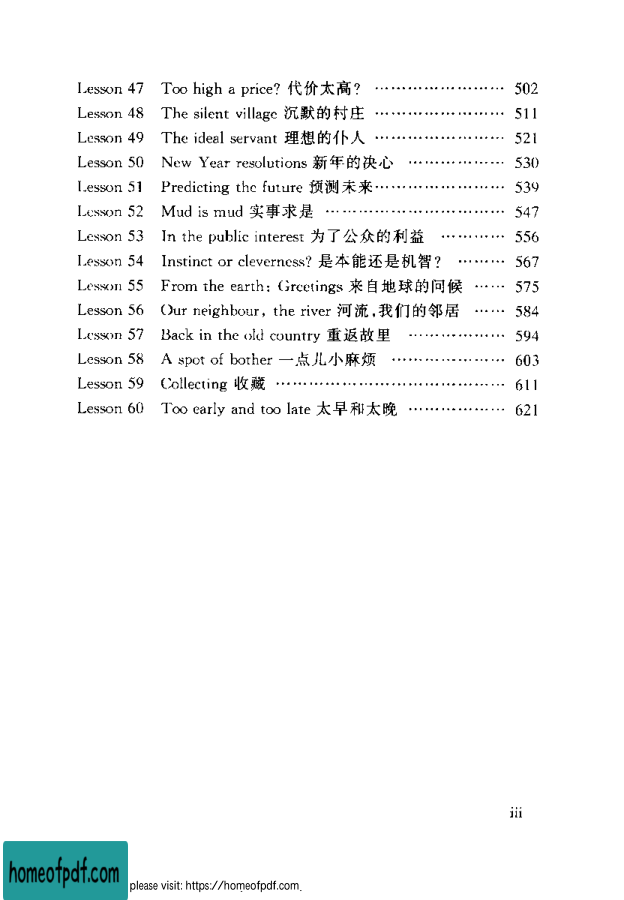 Lesson 47 Too high a price? 代价太高? …………………… 502
Lesson 48 The silent village 沉默的村庄 …………………… 511
Lesson 49 The ideal servant 理想的仆人 …………………… 521
Lesson 50 New Year resolutions 新年的决心 ……………… 530
Lesson 51 Predicting the future 预测未来…………………… 539
Lesson 52 Mud is mud 实事求是 …………………………… 547
Lesson 53 In the public interest 为了公众的利益 ………… 556
Lesson 54 Instinct or cleverness? 是本能还是机智? ……… 567
Lesson 55 From the earth: Greetings 来自地球的问候 …… 575
Lesson 56 Our neighbour, the river 河流,我们的邻居 …… 584
Lesson 57 Back in the old country 重返故里 ……………… 594
Lesson 58 A spot of bother 一点儿小麻烦 ………………… 603
Lesson 59 Collecting 收藏 …………………………………… 611
Lesson 60 Too early and too late 太早和太晚 ……………… 621
iii
homeofpdf.com
please visit: https://homeofpdf.com